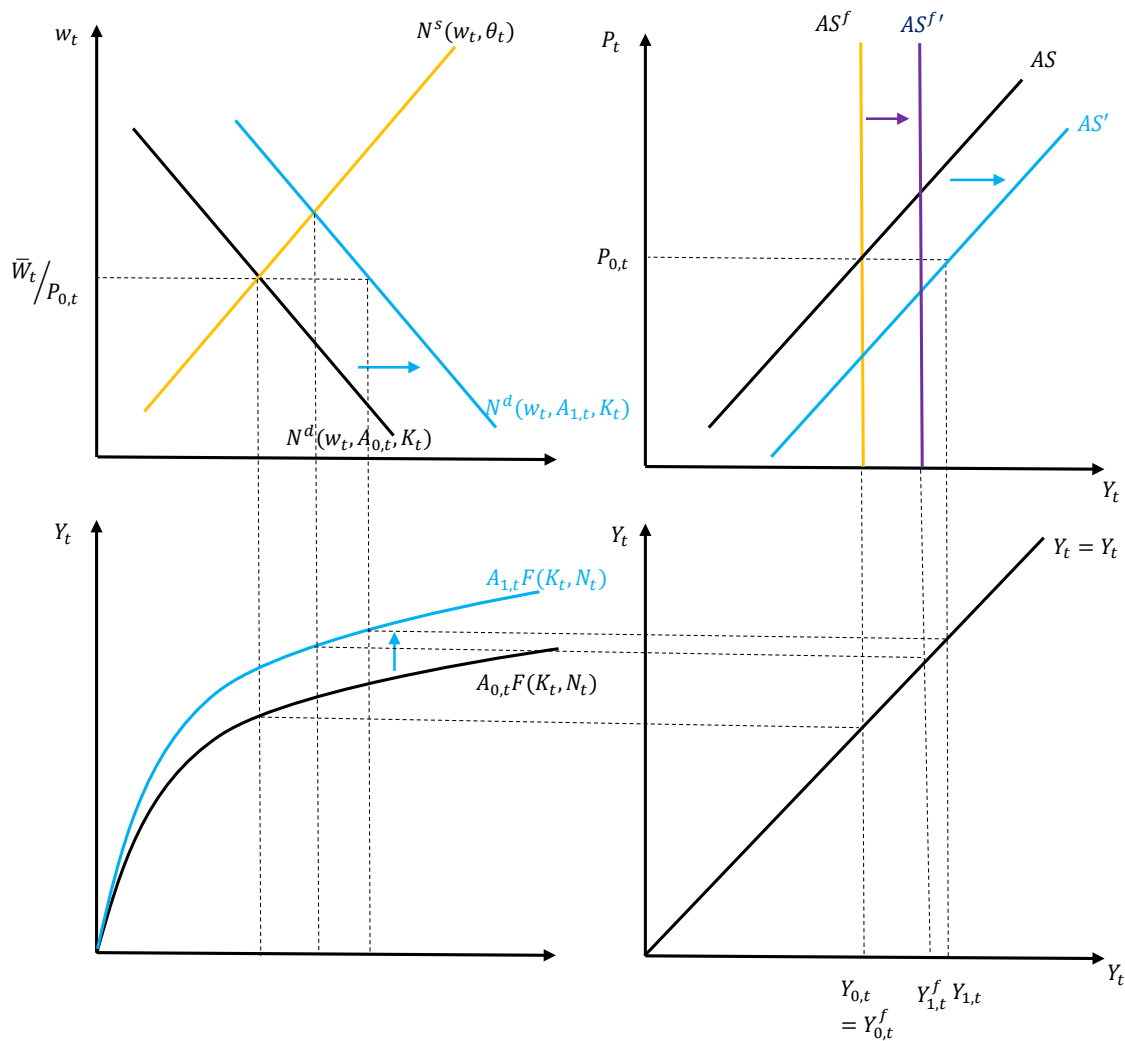 w_t
N^s(w_t, θ_t)
W̄_t/P_{0,t}
N^d(w_t, A_{1,t}, K_t)
N^d(w_t, A_{0,t}, K_t)
P_t
AS^f
AS^{f′}
AS
AS′
P_{0,t}
Y_t
Y_t
A_{1,t}F(K_t, N_t)
A_{0,t}F(K_t, N_t)
Y_t
Y_t = Y_t
Y_t
Y_{0,t}
= Y_{0,t}^f
Y_{1,t}^f
Y_{1,t}